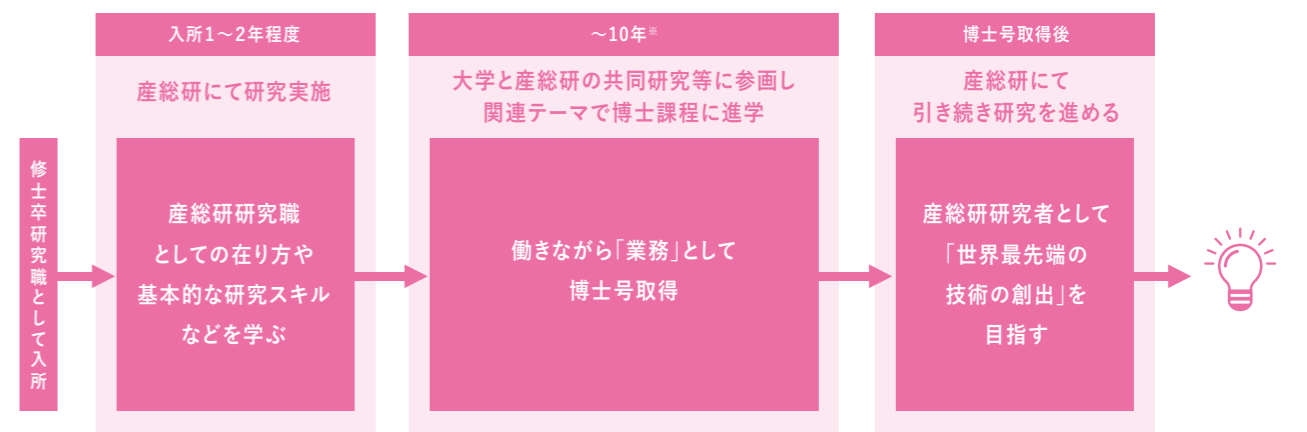 修士卒研究職として入所
入所1～2年程度
産総研にて研究実施
産総研研究職
としての在り方や
基本的な研究スキル
などを学ぶ
～10年※
大学と産総研の共同研究等に参画し
関連テーマで博士課程に進学
働きながら「業務」として
博士号取得
博士号取得後
産総研にて
引き続き研究を進める
産総研研究者として
「世界最先端の
技術の創出」を
目指す